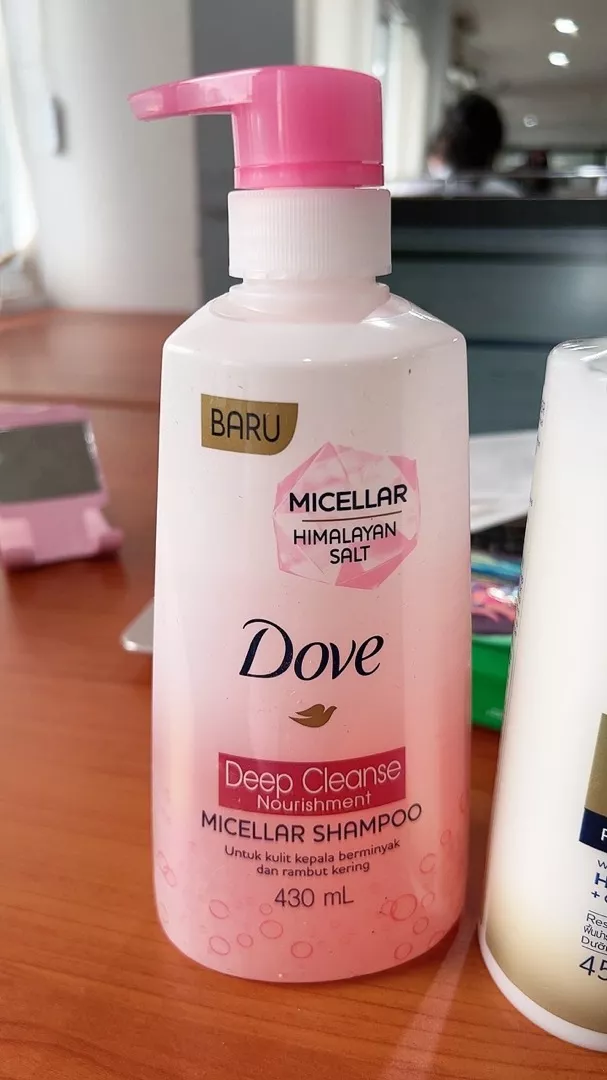 BARU
MICELLAR
HIMALAYAN
SALT
Dove
Deep Cleanse
Nourishment
MICELLAR SHAMPOO
Untuk kulit kepala berminyak
dan rambut kering
430 mL